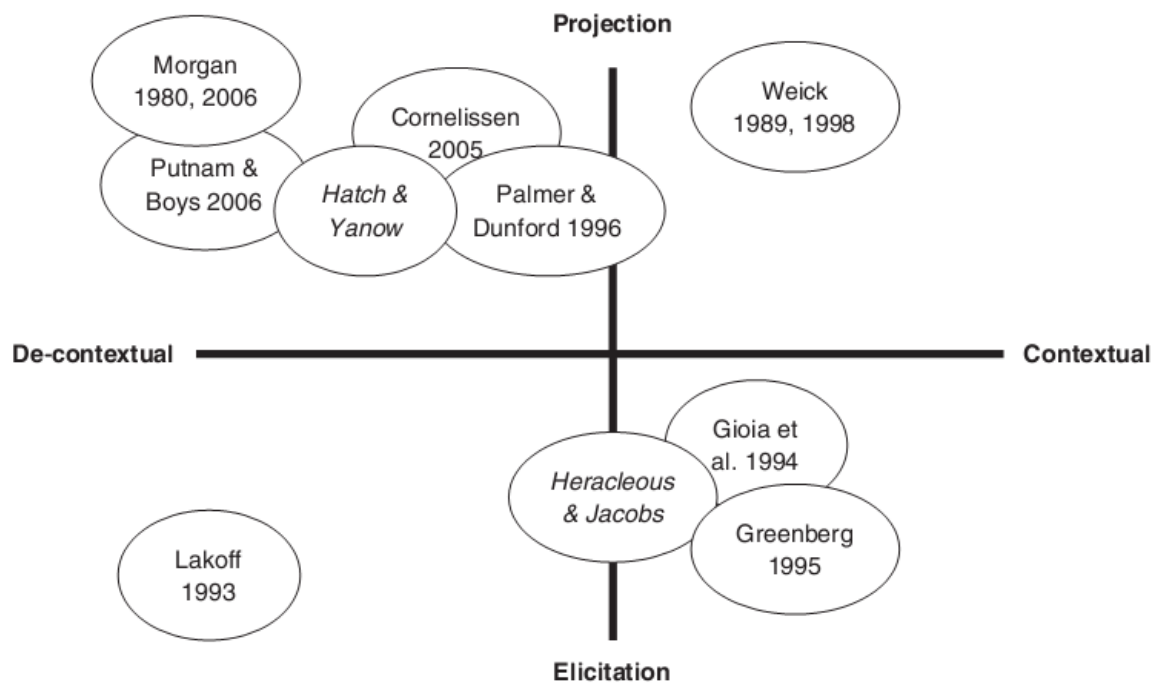 Projection
Morgan
1980, 2006
Weick
1989, 1998
Cornelissen
2005
Putnam &
Boys 2006
Hatch &
Yanow
Palmer &
Dunford 1996
De-contextual
Contextual
Gioia et
al. 1994
Heracleous
& Jacobs
Greenberg
1995
Lakoff
1993
Elicitation